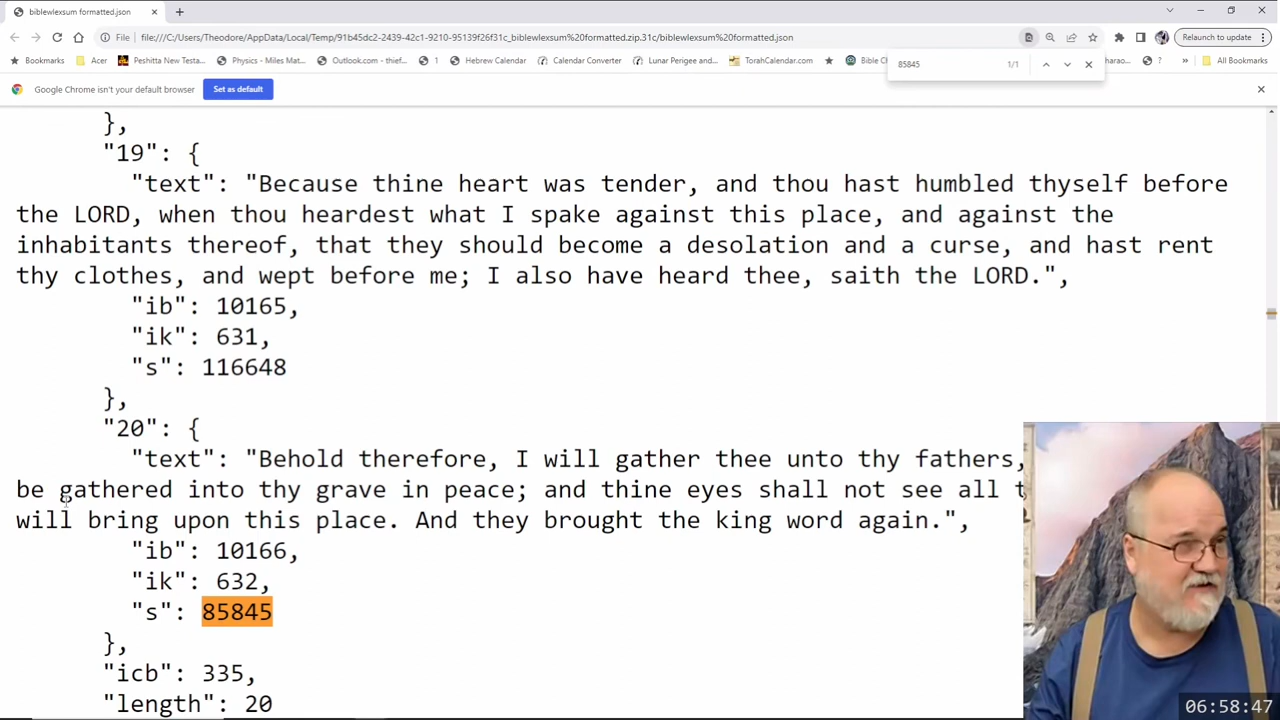 biblewlexsum formatted.json
File file:///C:/Users/Theodore/AppData/Local/Temp/91b45dc2-2439-42c1-9210-95139f26f31c_biblewlexsum%20formatted.zip.31c/biblewlexsum%20formatted.json
Relaunch to update
Bookmarks Acer Peshitta New Testa... Physics - Miles Mat... Outlook.com - thief... 1 Hebrew Calendar Calendar Converter Lunar Perigee and... TorahCalendar.com Bible Ch ? » All Bookmarks
85845 1/1
Google Chrome isn't your default browser Set as default
},
"19": {
"text": "Because thine heart was tender, and thou hast humbled thyself before
the LORD, when thou heardest what I spake against this place, and against the
inhabitants thereof, that they should become a desolation and a curse, and hast rent
thy clothes, and wept before me; I also have heard thee, saith the LORD.",
"ib": 10165,
"ik": 631,
"s": 116648
},
"20": {
"text": "Behold therefore, I will gather thee unto thy fathers,
be gathered into thy grave in peace; and thine eyes shall not see all
will bring upon this place. And they brought the king word again.",
"ib": 10166,
"ik": 632,
"s": 85845
},
"icb": 335,
"length": 20
06:58:47